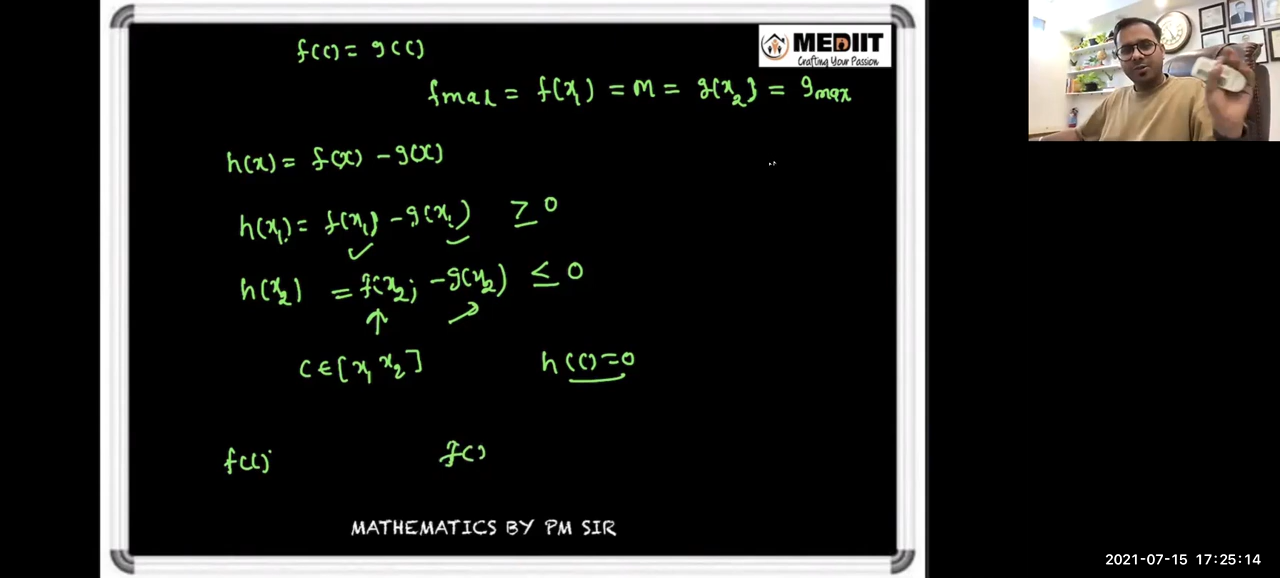 f(c) = g(c)
MEDIIT
Crafting Your Passion
fmax = f(x₁) = M = g(x₂) = gmax
h(x) = f(x) - g(x)
h(x₁) = f(x₁) - g(x₁) ≥ 0
h(x₂) = f(x₂) - g(x₂) ≤ 0
c ∈ [x₁ x₂] h(c) = 0
f(c) f()
MATHEMATICS BY PM SIR
2021-07-15 17:25:14